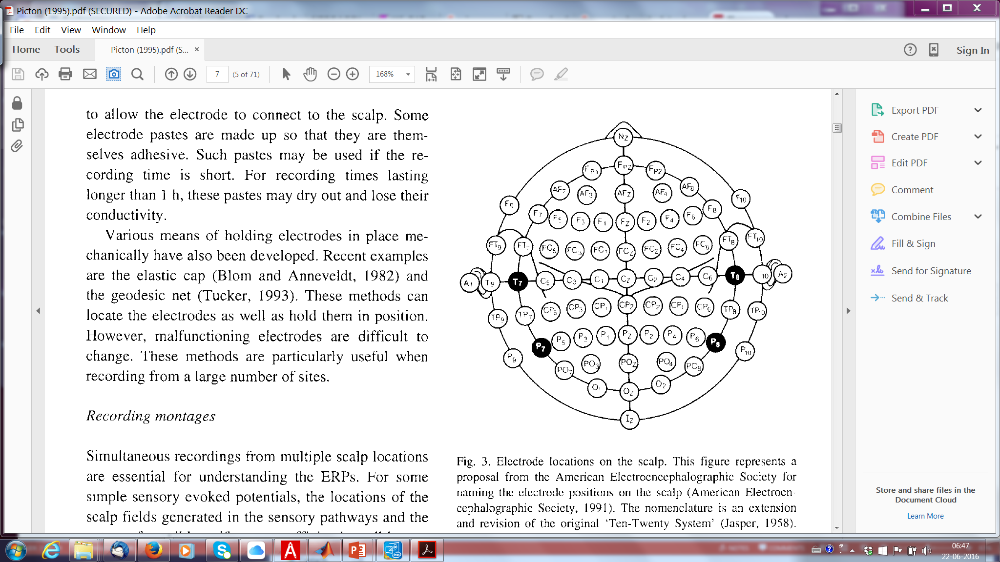 Picton (1995).pdf (SECURED) - Adobe Acrobat Reader DC
File Edit View Window Help
Home Tools Picton (1995).pdf (S... × Sign In
7 (5 of 71) 168%
to allow the electrode to connect to the scalp. Some
electrode pastes are made up so that they are them-
selves adhesive. Such pastes may be used if the re-
cording time is short. For recording times lasting
longer than 1 h, these pastes may dry out and lose their
conductivity.
Various means of holding electrodes in place me-
chanically have also been developed. Recent examples
are the elastic cap (Blom and Anneveldt, 1982) and
the geodesic net (Tucker, 1993). These methods can
locate the electrodes as well as hold them in position.
However, malfunctioning electrodes are difficult to
change. These methods are particularly useful when
recording from a large number of sites.
Recording montages
Simultaneous recordings from multiple scalp locations
are essential for understanding the ERPs. For some
simple sensory evoked potentials, the locations of the
scalp fields generated in the sensory pathways and the
NZ
FP1 FPZ FP2
AF7 AF3 AFZ AF4 AF8
F9 F7 F5 F3 F1 FZ F2 F4 F6 F8 F10
FT9 FC5 FC3 FC1 FCZ FC2 FC4 FC6 FT8 FT10
A1 T9 T7 C5 C3 C1 CZ C2 C4 C6 T8 T10 A2
TP9 TP7 CP5 CP3 CP1 CPZ CP2 CP6 TP8 TP10
P9 P7 P5 P3 P1 PZ P2 P4 P6 P8 P10
PO7 PO3 POZ PO4 PO8
O1 OZ O2
IZ
Fig. 3. Electrode locations on the scalp. This figure represents a
proposal from the American Electroencephalographic Society for
naming the electrode positions on the scalp (American Electroen-
cephalographic Society, 1991). The nomenclature is an extension
and revision of the original ‘Ten-Twenty System’ (Jasper, 1958).
Export PDF
Create PDF
Edit PDF
Comment
Combine Files
Fill & Sign
Send for Signature
Send & Track
Store and share files in the
Document Cloud
Learn More
06:47
22-06-2016